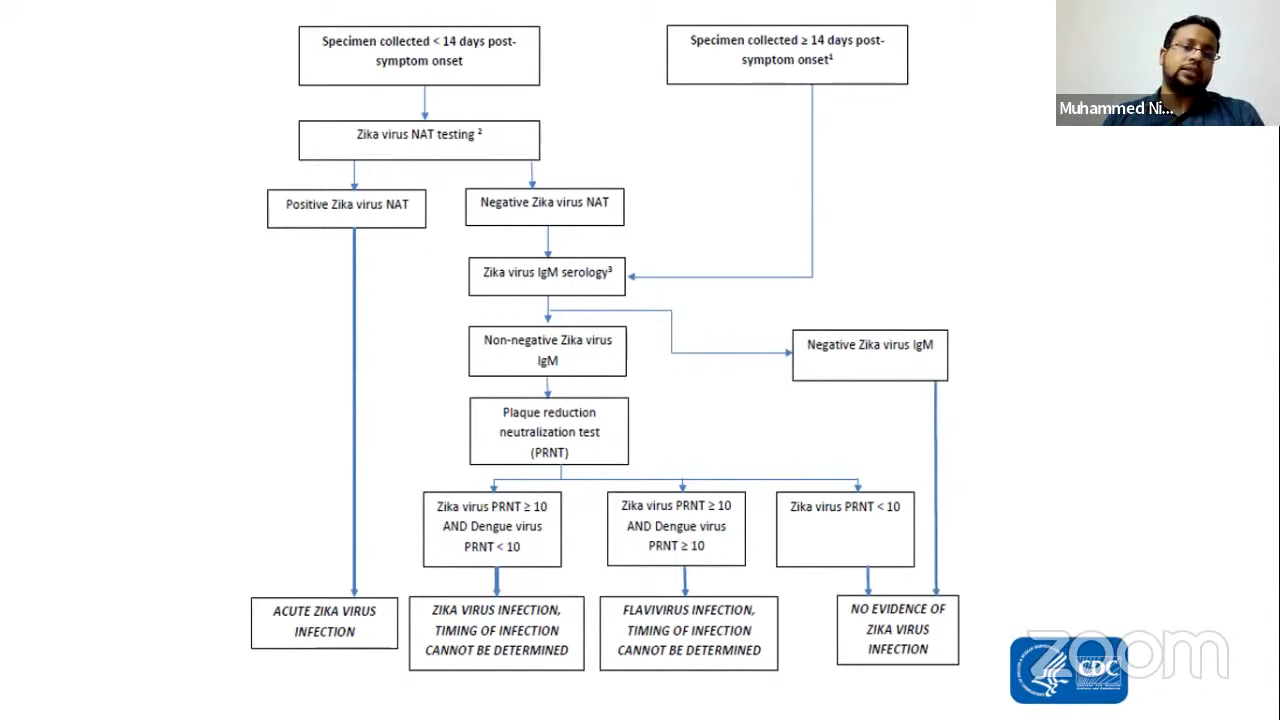 Specimen collected < 14 days post-
symptom onset
Specimen collected ≥ 14 days post-
symptom onset¹
Muhammed Ni...
Zika virus NAT testing ²
Positive Zika virus NAT
Negative Zika virus NAT
Zika virus IgM serology³
Non-negative Zika virus
IgM
Negative Zika virus IgM
Plaque reduction
neutralization test
(PRNT)
Zika virus PRNT ≥ 10
AND Dengue virus
PRNT < 10
Zika virus PRNT ≥ 10
AND Dengue virus
PRNT ≥ 10
Zika virus PRNT < 10
ACUTE ZIKA VIRUS
INFECTION
ZIKA VIRUS INFECTION,
TIMING OF INFECTION
CANNOT BE DETERMINED
FLAVIVIRUS INFECTION,
TIMING OF INFECTION
CANNOT BE DETERMINED
NO EVIDENCE OF
ZIKA VIRUS
INFECTION
CDC
zoom